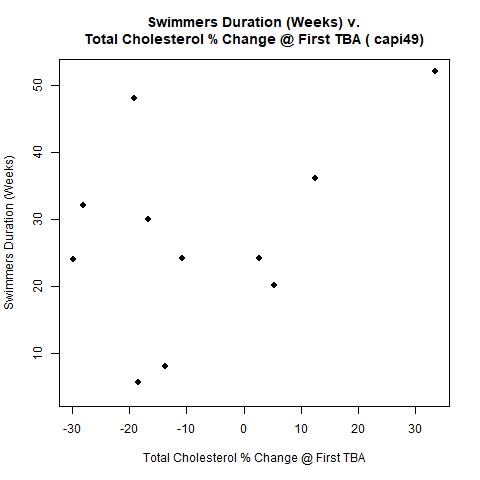 Swimmers Duration (Weeks) v.
Total Cholesterol % Change @ First TBA ( capi49)
Swimmers Duration (Weeks)
50
40
30
20
10
-30 -20 -10 0 10 20 30
Total Cholesterol % Change @ First TBA